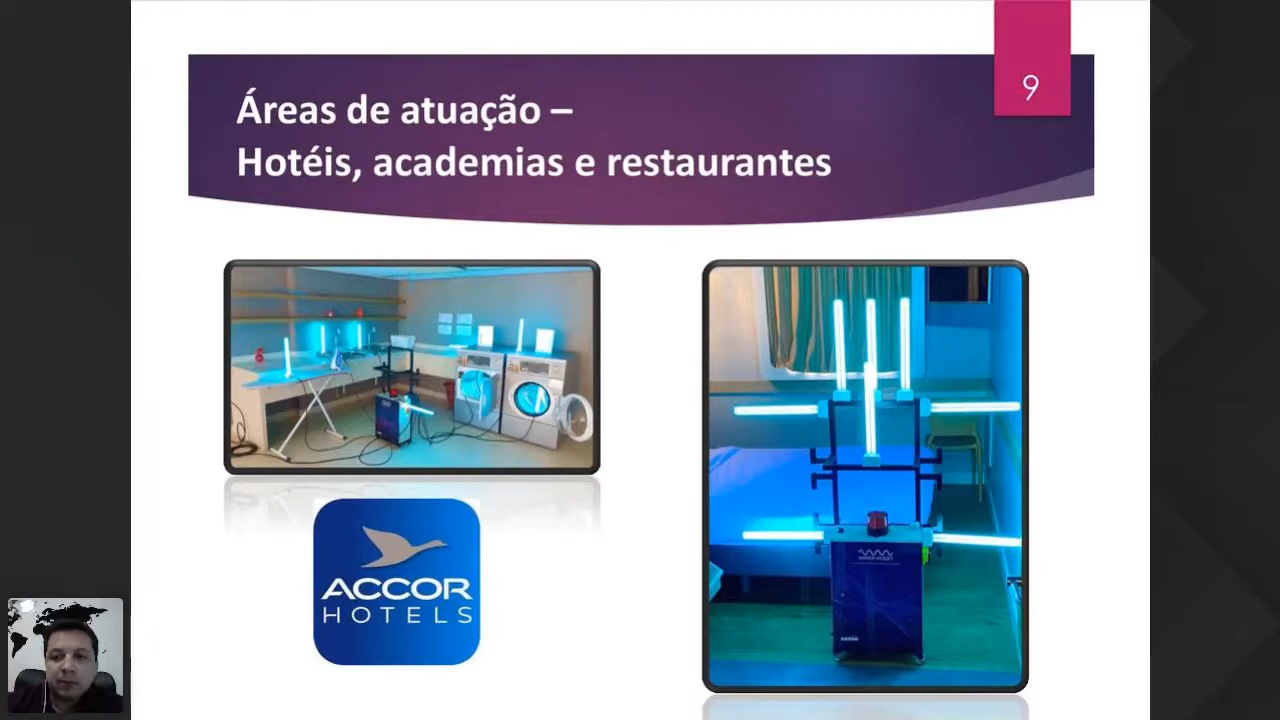 9
Áreas de atuação –
Hotéis, academias e restaurantes
ACCOR
HOTELS